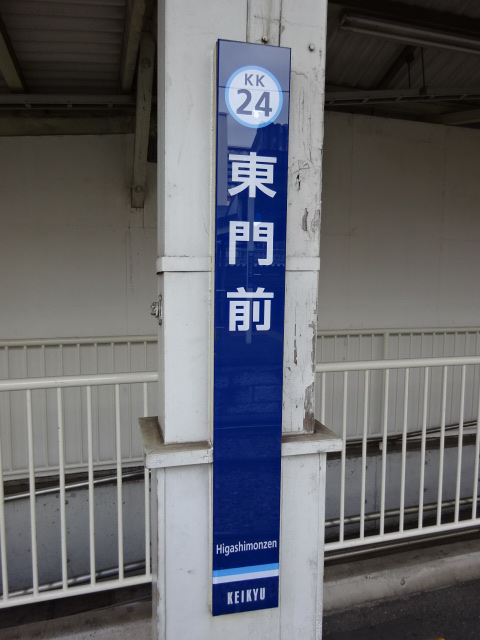 KK
24
東門前
Higashimonzen
KEIKYU